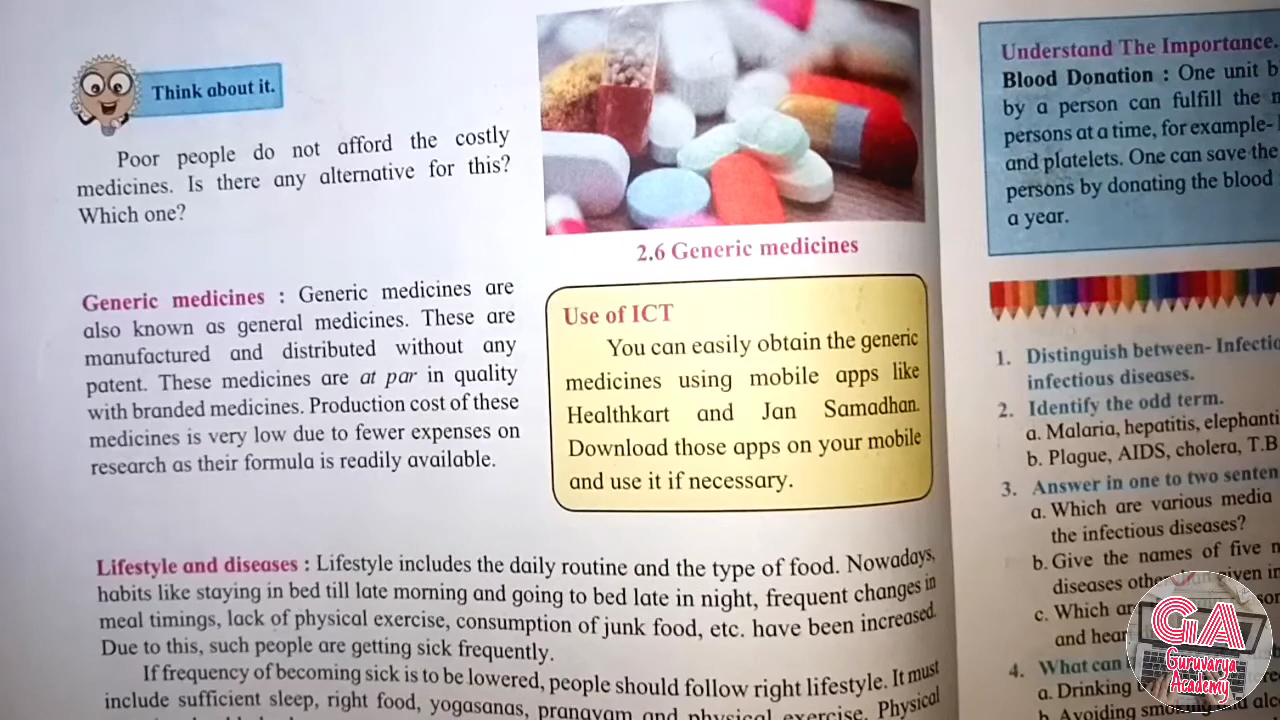 Think about it.
Poor people do not afford the costly
medicines. Is there any alternative for this?
Which one?
2.6 Generic medicines
Generic medicines : Generic medicines are
also known as general medicines. These are
manufactured and distributed without any
patent. These medicines are at par in quality
with branded medicines. Production cost of these
medicines is very low due to fewer expenses on
research as their formula is readily available.
Use of ICT
You can easily obtain the generic
medicines using mobile apps like
Healthkart and Jan Samadhan.
Download those apps on your mobile
and use it if necessary.
Lifestyle and diseases : Lifestyle includes the daily routine and the type of food. Nowadays,
habits like staying in bed till late morning and going to bed late in night, frequent changes in
meal timings, lack of physical exercise, consumption of junk food, etc. have been increased.
Due to this, such people are getting sick frequently.
If frequency of becoming sick is to be lowered, people should follow right lifestyle. It must
include sufficient sleep, right food, yogasanas, pranayam and physical exercise. Physical
Understand The Importance.
Blood Donation : One unit
by a person can fulfill the
persons at a time, for example-
and platelets. One can save the
persons by donating the blood
a year.
1. Distinguish between-
infectious diseases.
2. Identify the odd term.
a. Malaria, hepatitis,
b. Plague, AIDS, cholera, T.B
3. Answer in one to two
a. Which are various media
the infectious diseases?
b. Give the names of five
diseases other than given in
c. Which
and
4. What can
a. Drinking
b. Avoiding
GA
Guruvarya
Academy